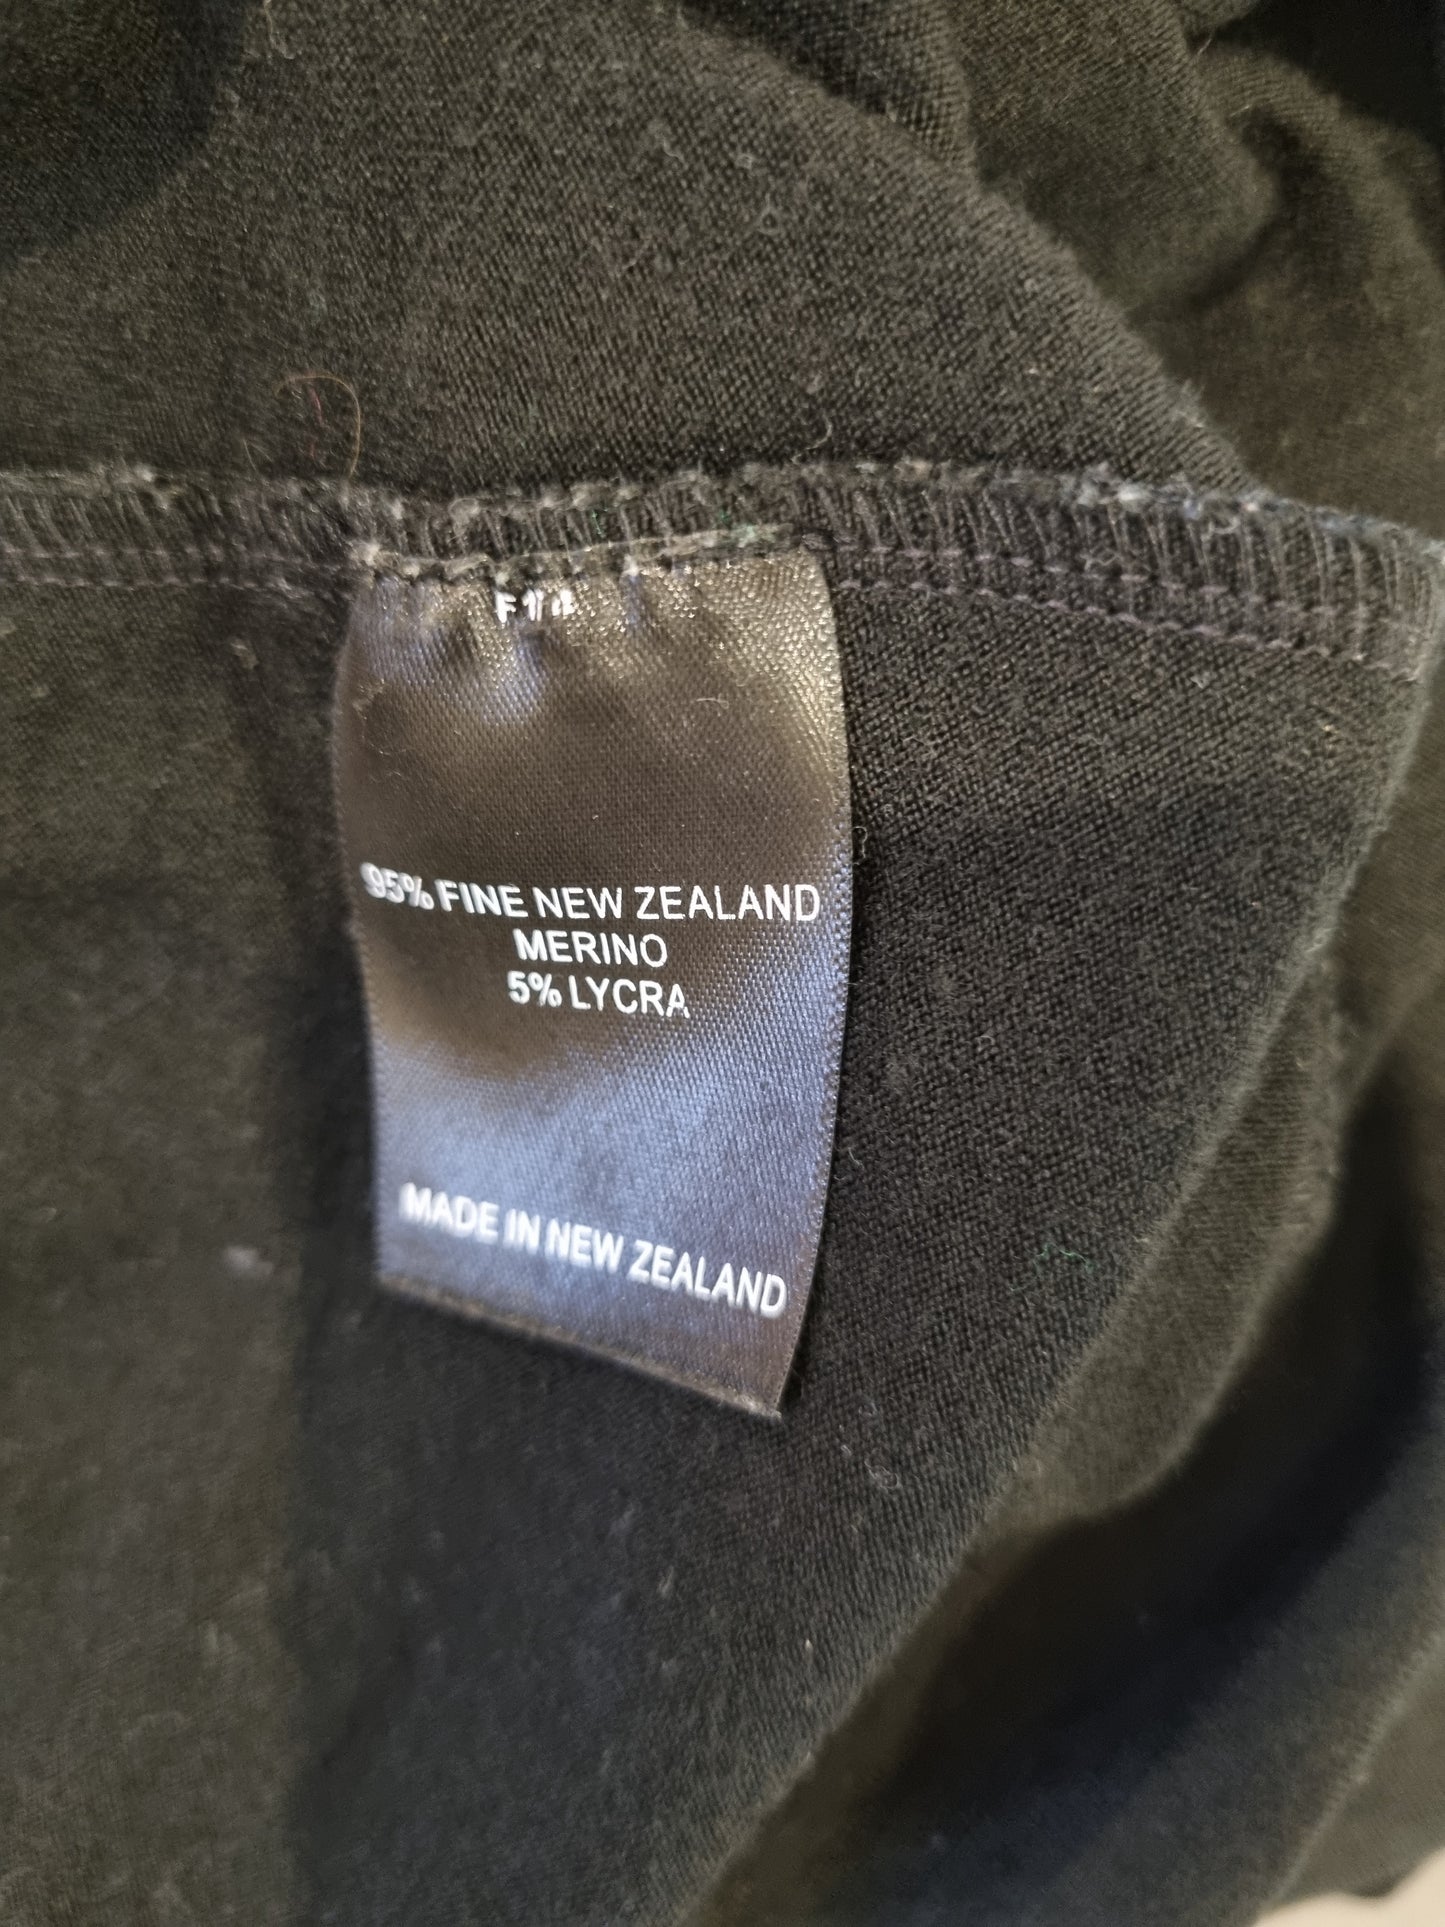 95% FINE NEW ZEALAND
MERINO
5% LYCRA
MADE IN NEW ZEALAND